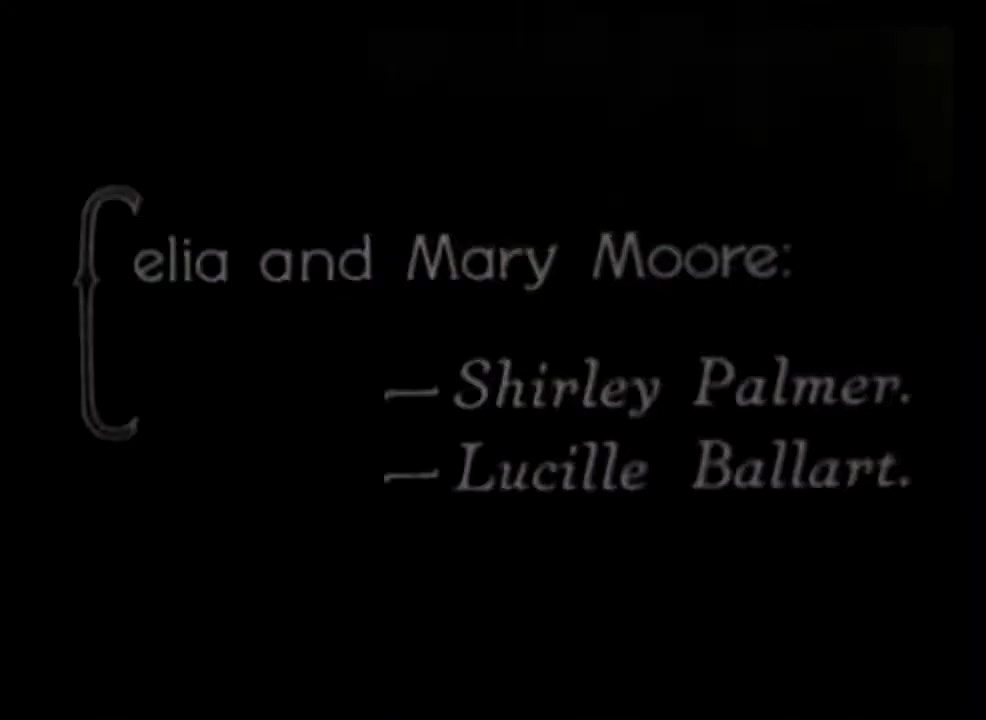 Celia and Mary Moore:
— Shirley Palmer.
— Lucille Ballart.